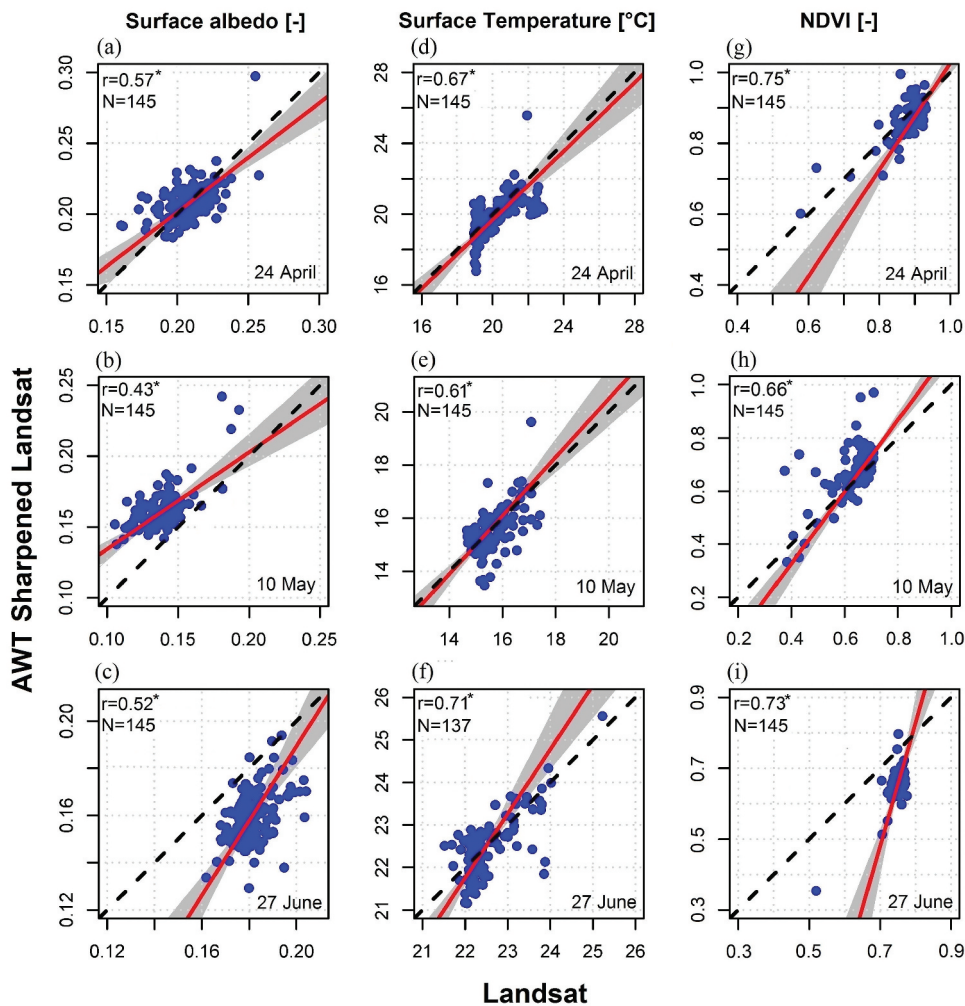 Surface albedo [-]
Surface Temperature [°C]
NDVI [-]
(a)
(d)
(g)
r=0.57*
N=145
24 April
0.30
0.25
0.20
0.15
0.15 0.20 0.25 0.30
r=0.67*
N=145
24 April
28
24
20
16
16 20 24 28
r=0.75*
N=145
24 April
1.0
0.8
0.6
0.4
0.4 0.6 0.8 1.0
(b)
(e)
(h)
r=0.43*
N=145
10 May
0.25
0.20
0.15
0.10
0.10 0.15 0.20 0.25
r=0.61*
N=145
10 May
20
18
16
14
14 16 18 20
r=0.66*
N=145
10 May
1.0
0.8
0.6
0.4
0.2
0.2 0.4 0.6 0.8 1.0
(c)
(f)
(i)
r=0.52*
N=145
27 June
0.20
0.16
0.12
0.12 0.16 0.20
r=0.71*
N=137
27 June
26
25
24
23
22
21
21 22 23 24 25 26
r=0.73*
N=145
27 June
0.9
0.7
0.5
0.3
0.3 0.5 0.7 0.9
AWT Sharpened Landsat
Landsat